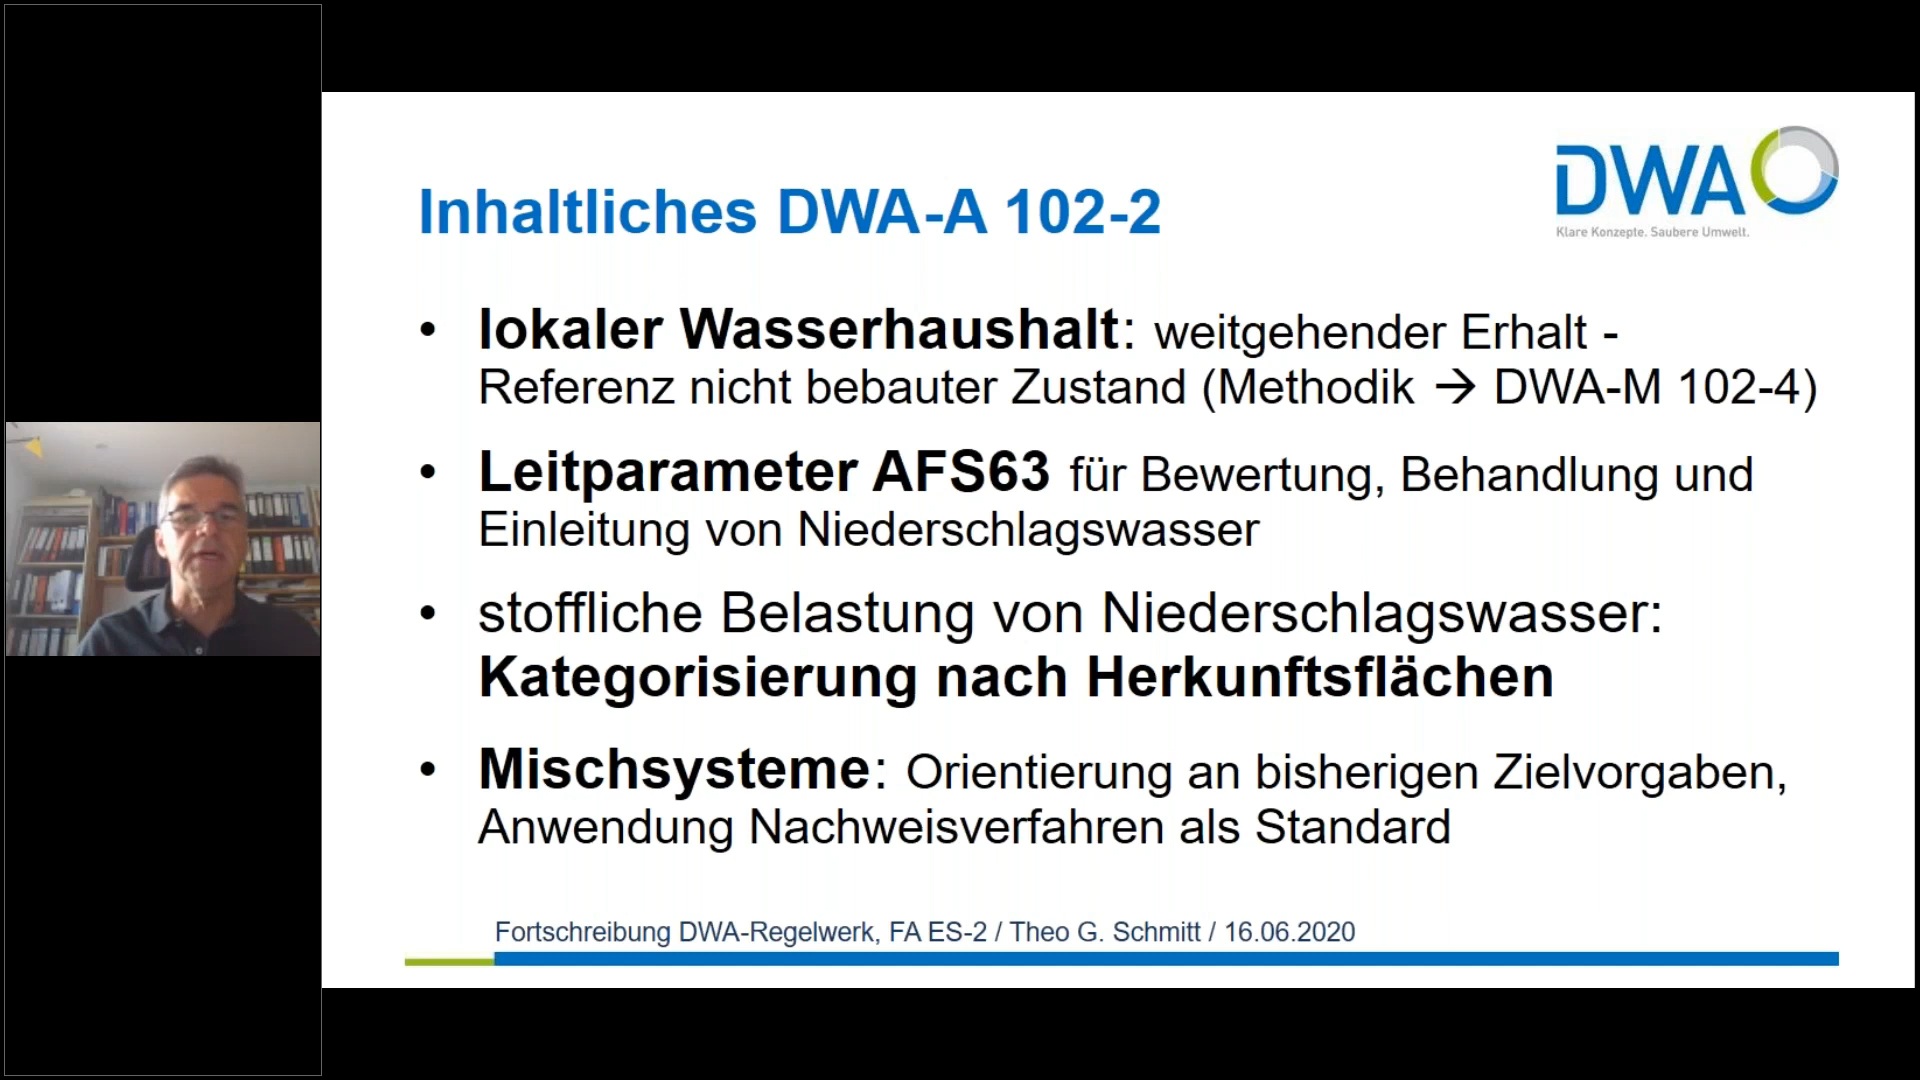 DWA
Klare Konzepte. Saubere Umwelt.
Inhaltliches DWA-A 102-2
• lokaler Wasserhaushalt: weitgehender Erhalt -
Referenz nicht bebauter Zustand (Methodik → DWA-M 102-4)
• Leitparameter AFS63 für Bewertung, Behandlung und
Einleitung von Niederschlagswasser
• stoffliche Belastung von Niederschlagswasser:
Kategorisierung nach Herkunftsflächen
• Mischsysteme: Orientierung an bisherigen Zielvorgaben,
Anwendung Nachweisverfahren als Standard
Fortschreibung DWA-Regelwerk, FA ES-2 / Theo G. Schmitt / 16.06.2020